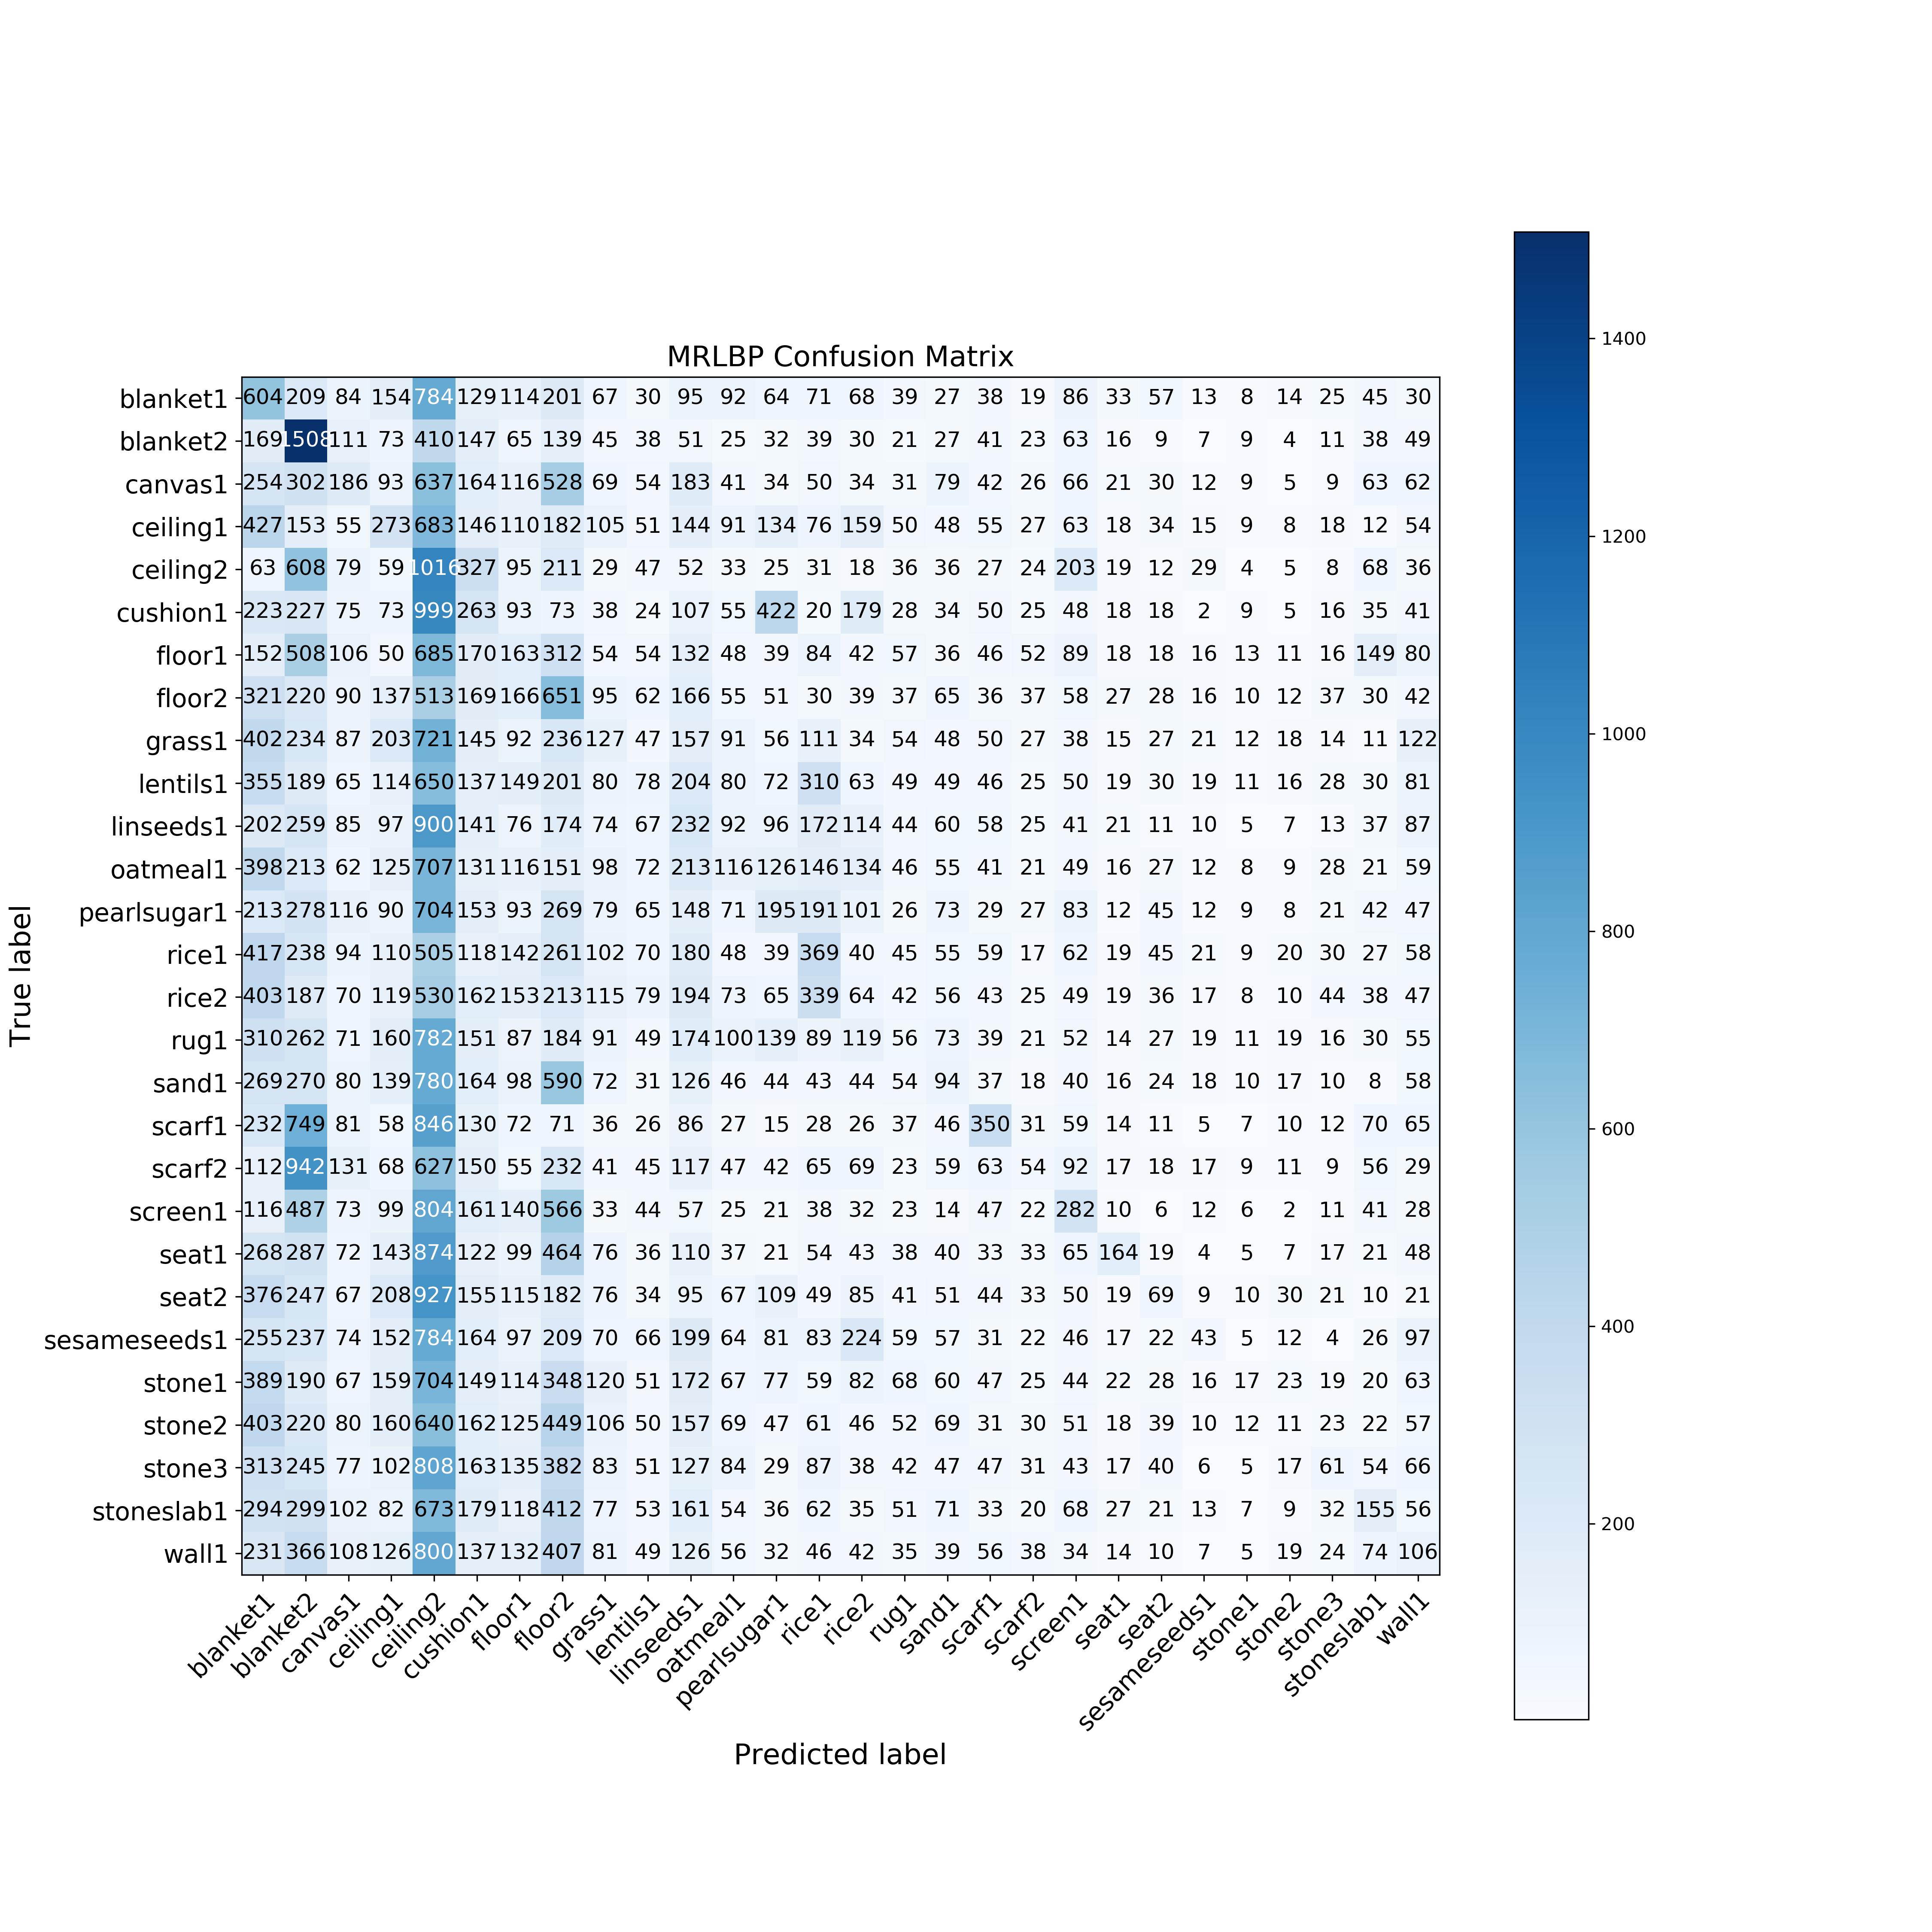 MRLBP Confusion Matrix
True label
blanket1 604 209 84 154 784 129 114 201 67 30 95 92 64 71 68 39 27 38 19 86 33 57 13 8 14 25 45 30
blanket2 169 1508 111 73 410 147 65 139 45 38 51 25 32 39 30 21 27 41 23 63 16 9 7 9 4 11 38 49
canvas1 254 302 186 93 637 164 116 528 69 54 183 41 34 50 34 31 79 42 26 66 21 30 12 9 5 9 63 62
ceiling1 427 153 55 273 683 146 110 182 105 51 144 91 134 76 159 50 48 55 27 63 18 34 15 9 8 18 12 54
ceiling2 63 608 79 59 1016 327 95 211 29 47 52 33 25 31 18 36 36 27 24 203 19 12 29 4 5 8 68 36
cushion1 223 227 75 73 999 263 93 73 38 24 107 55 422 20 179 28 34 50 25 48 18 18 2 9 5 16 35 41
floor1 152 508 106 50 685 170 163 312 54 54 132 48 39 84 42 57 36 46 52 89 18 18 16 13 11 16 149 80
floor2 321 220 90 137 513 169 166 651 95 62 166 55 51 30 39 37 65 36 37 58 27 28 16 10 12 37 30 42
grass1 402 234 87 203 721 145 92 236 127 47 157 91 56 111 34 54 48 50 27 38 15 27 21 12 18 14 11 122
lentils1 355 189 65 114 650 137 149 201 80 78 204 80 72 310 63 49 49 46 25 50 19 30 19 11 16 28 30 81
linseeds1 202 259 85 97 900 141 76 174 74 67 232 92 96 172 114 44 60 58 25 41 21 11 10 5 7 13 37 87
oatmeal1 398 213 62 125 707 131 116 151 98 72 213 116 126 146 134 46 55 41 21 49 16 27 12 8 9 28 21 59
pearlsugar1 213 278 116 90 704 153 93 269 79 65 148 71 195 191 101 26 73 29 27 83 12 45 12 9 8 21 42 47
rice1 417 238 94 110 505 118 142 261 102 70 180 48 39 369 40 45 55 59 17 62 19 45 21 9 20 30 27 58
rice2 403 187 70 119 530 162 153 213 115 79 194 73 65 339 64 42 56 43 25 49 19 36 17 8 10 44 38 47
rug1 310 262 71 160 782 151 87 184 91 49 174 100 139 89 119 56 73 39 21 52 14 27 19 11 19 16 30 55
sand1 269 270 80 139 780 164 98 590 72 31 126 46 44 43 44 54 94 37 18 40 16 24 18 10 17 10 8 58
scarf1 232 749 81 58 846 130 72 71 36 26 86 27 15 28 26 37 46 350 31 59 14 11 5 7 10 12 70 65
scarf2 112 942 131 68 627 150 55 232 41 45 117 47 42 65 69 23 59 63 54 92 17 18 17 9 11 9 56 29
screen1 116 487 73 99 804 161 140 566 33 44 57 25 21 38 32 23 14 47 22 282 10 6 12 6 2 11 41 28
seat1 268 287 72 143 874 122 99 464 76 36 110 37 21 54 43 38 40 33 33 65 164 19 4 5 7 17 21 48
seat2 376 247 67 208 927 155 115 182 76 34 95 67 109 49 85 41 51 44 33 50 19 69 9 10 30 21 10 21
sesameseeds1 255 237 74 152 784 164 97 209 70 66 199 64 81 83 224 59 57 31 22 46 17 22 43 5 12 4 26 97
stone1 389 190 67 159 704 149 114 348 120 51 172 67 77 59 82 68 60 47 25 44 22 28 16 17 23 19 20 63
stone2 403 220 80 160 640 162 125 449 106 50 157 69 47 61 46 52 69 31 30 51 18 39 10 12 11 23 22 57
stone3 313 245 77 102 808 163 135 382 83 51 127 84 29 87 38 42 47 47 31 43 17 40 6 5 17 61 54 66
stoneslab1 294 299 102 82 673 179 118 412 77 53 161 54 36 62 35 51 71 33 20 68 27 21 13 7 9 32 155 56
wall1 231 366 108 126 800 137 132 407 81 49 126 56 32 46 42 35 39 56 38 34 14 10 7 5 19 24 74 106
blanket1 blanket2 canvas1 ceiling1 ceiling2 cushion1 floor1 floor2 grass1 lentils1 linseeds1 oatmeal1 pearlsugar1 rice1 rice2 rug1 sand1 scarf1 scarf2 screen1 seat1 seat2 sesameseeds1 stone1 stone2 stone3 stoneslab1 wall1
Predicted label
1400
1200
1000
800
600
400
200